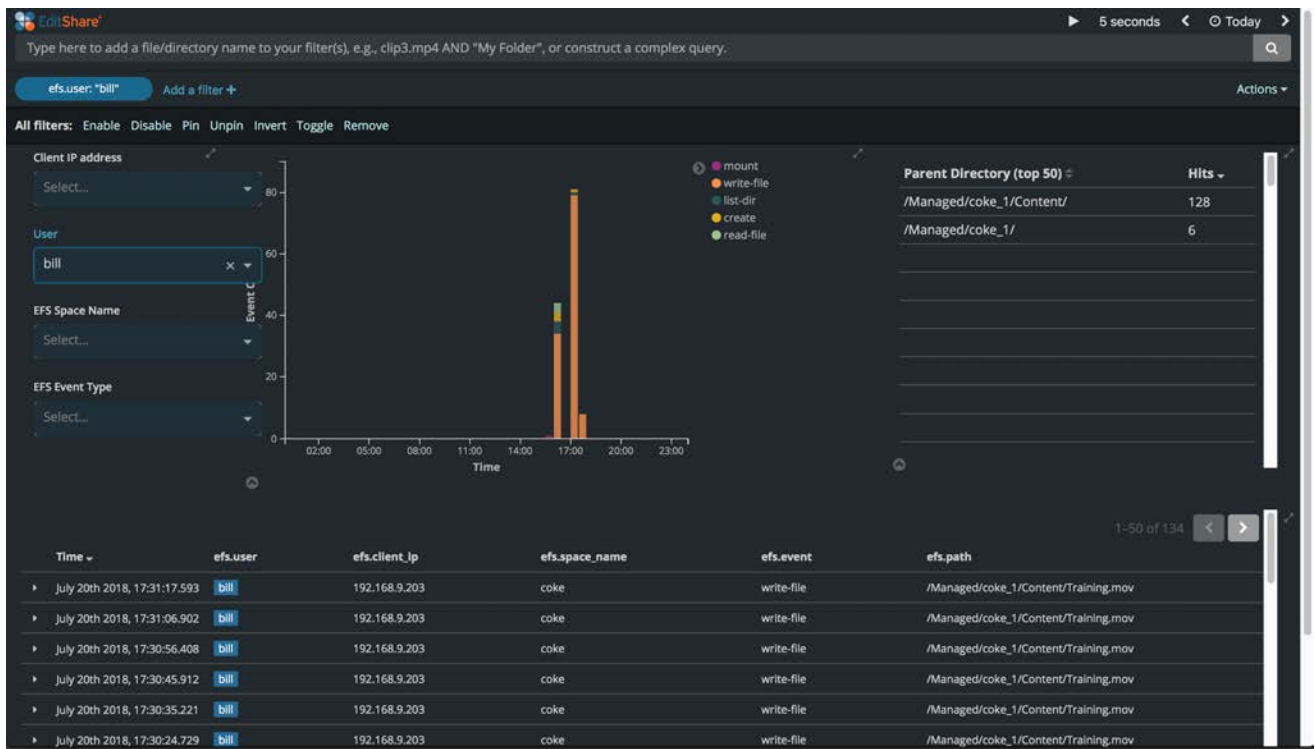 EditShare
5 seconds Today
Type here to add a file/directory name to your filter(s), e.g., clip3.mp4 AND "My Folder", or construct a complex query.
efs.user: "bill" Add a filter + Actions
All filters: Enable Disable Pin Unpin Invert Toggle Remove
Client IP address
Select...
User
bill
EFS Space Name
Select...
EFS Event Type
Select...
Event C
80
60
40
20
0
02:00 05:00 08:00 11:00 14:00 17:00 20:00 23:00
Time
mount
write-file
list-dir
create
read-file
Parent Directory (top 50) Hits
/Managed/coke_1/Content/ 128
/Managed/coke_1/ 6
1–50 of 134
Time efs.user efs.client_ip efs.space_name efs.event efs.path
July 20th 2018, 17:31:17.593 bill 192.168.9.203 coke write-file /Managed/coke_1/Content/Training.mov
July 20th 2018, 17:31:06.902 bill 192.168.9.203 coke write-file /Managed/coke_1/Content/Training.mov
July 20th 2018, 17:30:56.408 bill 192.168.9.203 coke write-file /Managed/coke_1/Content/Training.mov
July 20th 2018, 17:30:45.912 bill 192.168.9.203 coke write-file /Managed/coke_1/Content/Training.mov
July 20th 2018, 17:30:35.221 bill 192.168.9.203 coke write-file /Managed/coke_1/Content/Training.mov
July 20th 2018, 17:30:24.729 bill 192.168.9.203 coke write-file /Managed/coke_1/Content/Training.mov